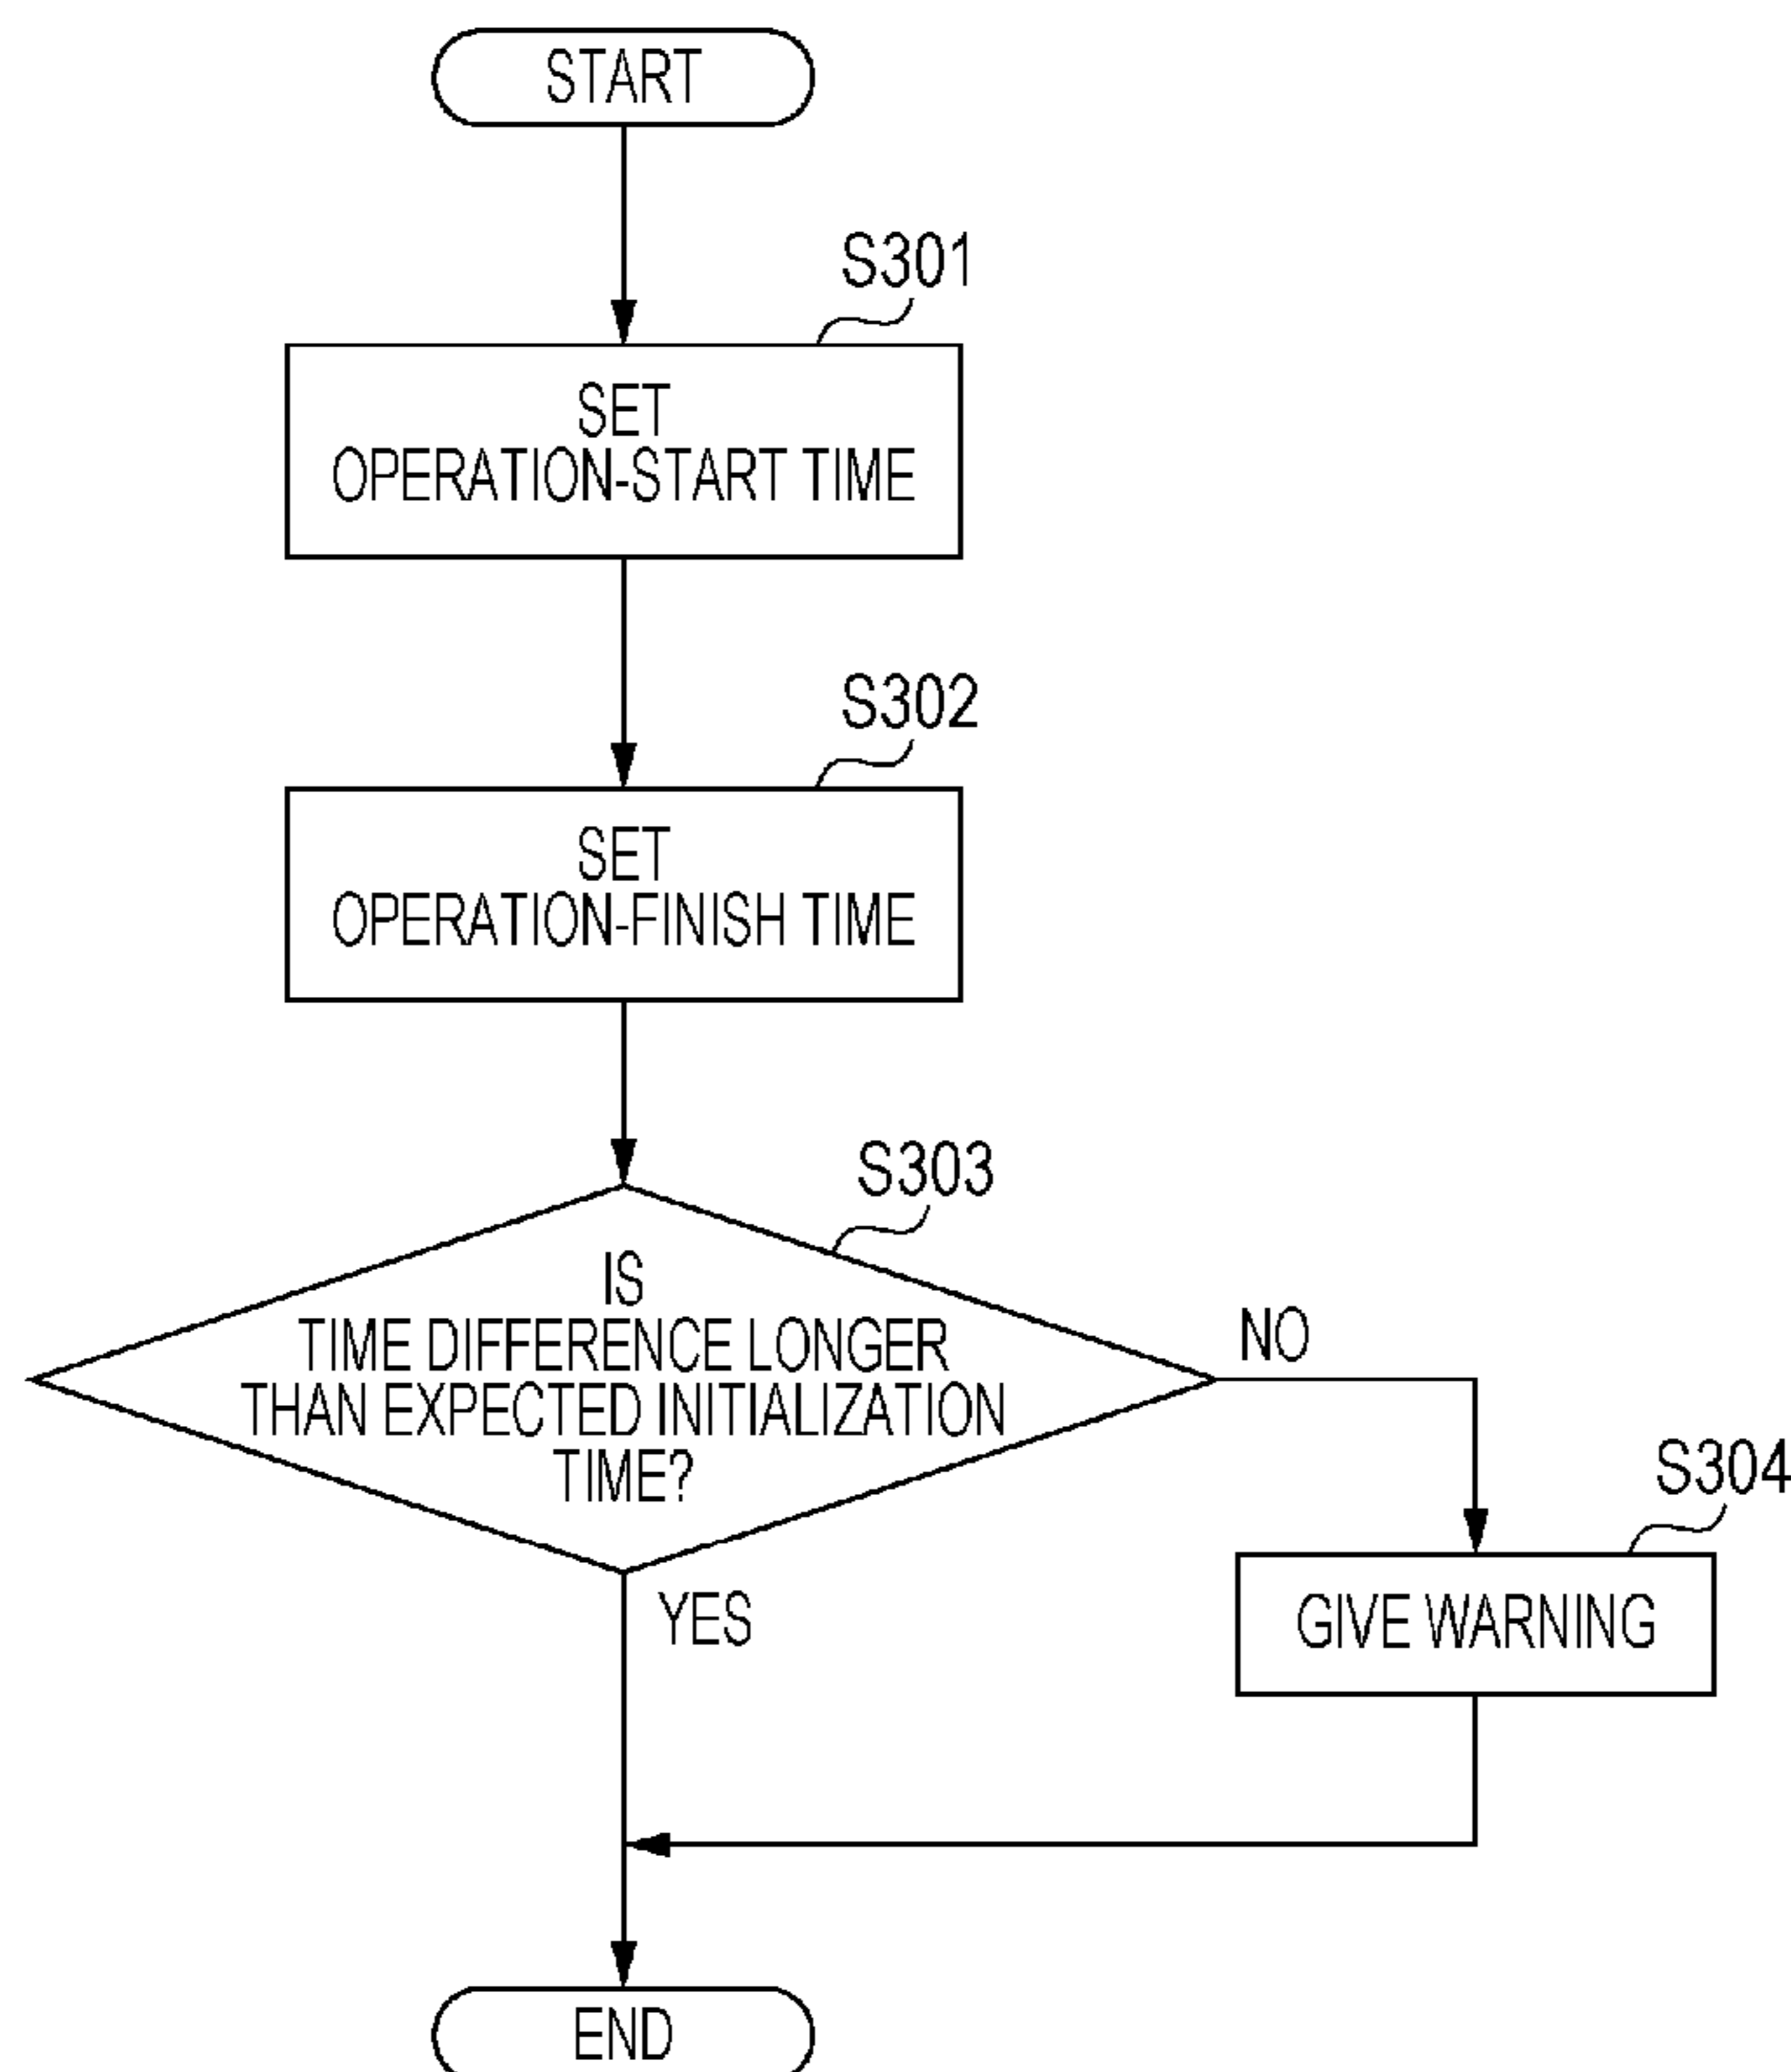 START
S301
SET
OPERATION-START TIME
S302
SET
OPERATION-FINISH TIME
S303
IS
TIME DIFFERENCE LONGER
THAN EXPECTED INITIALIZATION
TIME?
NO
S304
GIVE WARNING
YES
END